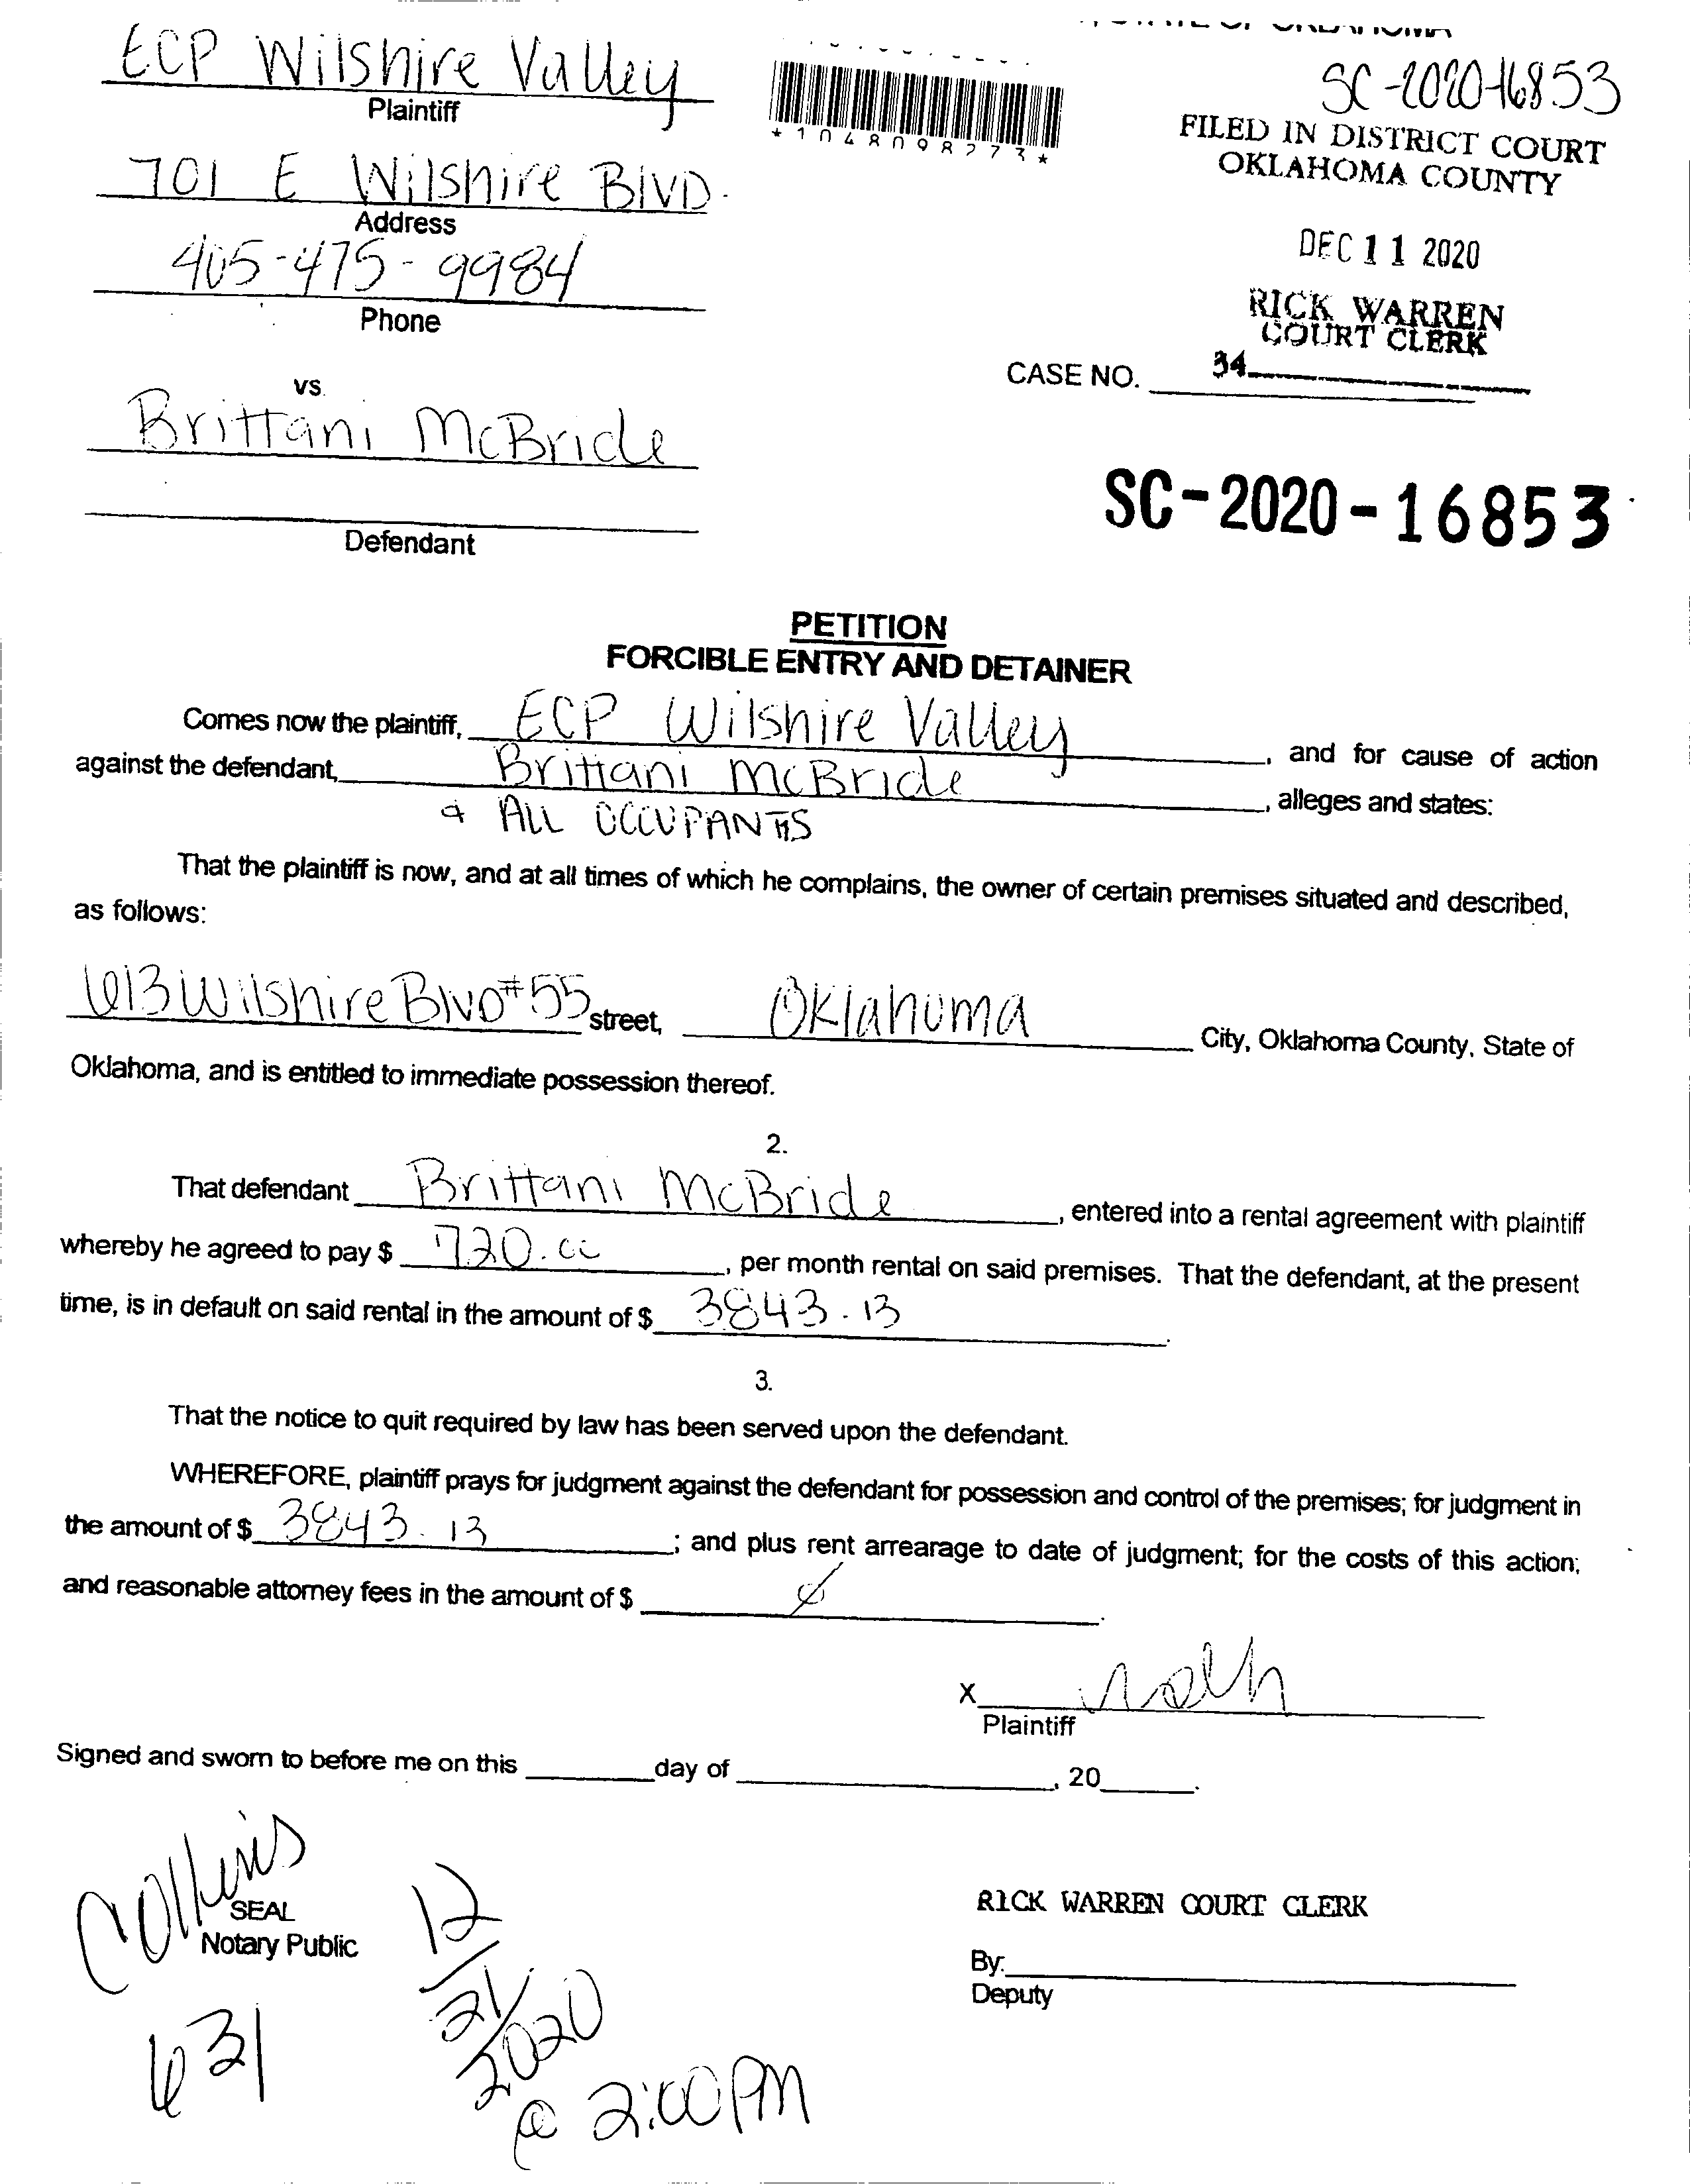 STATE OF OKLAHOMA
ECP Wilshire Valley
Plaintiff
701 E Wilshire BLVD.
Address
405-475-9984
Phone
vs.
Brittani McBride
Defendant
*1048098273*
SC-2020-16853
FILED IN DISTRICT COURT
OKLAHOMA COUNTY
DEC 11 2020
RICK WARREN
COURT CLERK
CASE NO. 34
SC-2020-16853
PETITION
FORCIBLE ENTRY AND DETAINER
Comes now the plaintiff, ECP Wilshire Valley, and for cause of action
against the defendant, Brittani McBride, alleges and states:
& ALL OCCUPANTS
That the plaintiff is now, and at all times of which he complains, the owner of certain premises situated and described,
as follows:
613 Wilshire Blvd #55 street, Oklahoma City, Oklahoma County, State of
Oklahoma, and is entitled to immediate possession thereof.
2.
That defendant Brittani McBride, entered into a rental agreement with plaintiff
whereby he agreed to pay $ 720.00, per month rental on said premises. That the defendant, at the present
time, is in default on said rental in the amount of $ 3843.13.
3.
That the notice to quit required by law has been served upon the defendant.
WHEREFORE, plaintiff prays for judgment against the defendant for possession and control of the premises; for judgment in
the amount of $ 3843.13; and plus rent arrearage to date of judgment; for the costs of this action;
and reasonable attorney fees in the amount of $ Ø.
X
Plaintiff
Signed and sworn to before me on this ____ day of ____, 20____.
Collins
SEAL
Notary Public
631
12/21/2020
@ 2:00 PM
RICK WARREN COURT CLERK
By:
Deputy